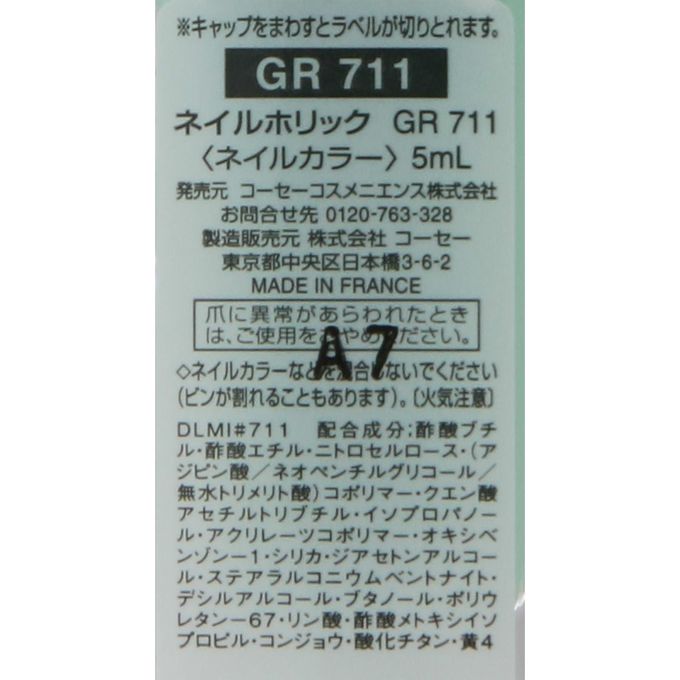 ※キャップをまわすとラベルが切りとれます。
GR 711
ネイルホリック GR 711
〈ネイルカラー〉5mL
発売元 コーセーコスメニエンス株式会社
お問合せ先 0120-763-328
製造販売元 株式会社 コーセー
東京都中央区日本橋3-6-2
MADE IN FRANCE
爪に異常があらわれたとき
は、ご使用をおやめください。
A7
◇ネイルカラーなどを混合しないでください
(ビンが割れることもあります)。〔火気注意〕
DLMI#711 配合成分;酢酸ブチ
ル・酢酸エチル・ニトロセルロース・(ア
ジピン酸/ネオペンチルグリコール/
無水トリメリト酸)コポリマー・クエン酸
アセチルトリブチル・イソプロパノー
ル・アクリレーツコポリマー・オキシベ
ンゾン-1・シリカ・ジアセトンアルコー
ル・ステアラルコニウムベントナイト・
デシルアルコール・ブタノール・ポリウ
レタン-67・リン酸・酢酸メトキシイソ
プロピル・コンジョウ・酸化チタン・黄4